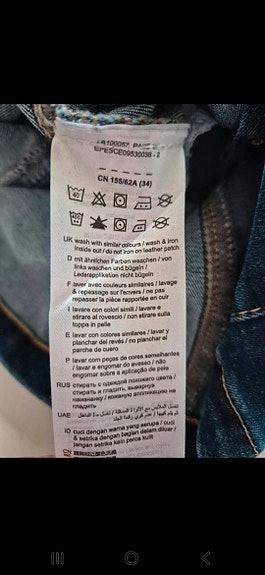 EPESCE09530038 - 2
CN 155/62A (34)
UK wash with similar colours / wash & iron
inside out / do not iron on leather patch
D mit ähnlichen Farben waschen / von
links waschen und bügeln /
Lederapplikation nicht bügeln
F laver avec couleurs similaires / lavage
& repassage sur l'envers / ne pas
repasser la pièce rapportée en cuir
I lavare con colori simili / lavare e
stirare al rovescio / non stirare sulla
toppa in pelle
E lavar con colores similares / lavar y
planchar del revés / no planchar el
parche de cuero
P lavar com peças de cores semelhantes
/ lavar e engomar do avesso / não
engomar sobre a aplicação de pele
RUS стирать с одеждой похожего цвета /
стирать и гладить, вывернув
наизнанку / кожаную аппликацию не
гладить
UAE
ID cuci dengan warna yang serupa / cuci
& setrika dengan bagian dalam diluar /
jangan setrika kain perca kulit
CN